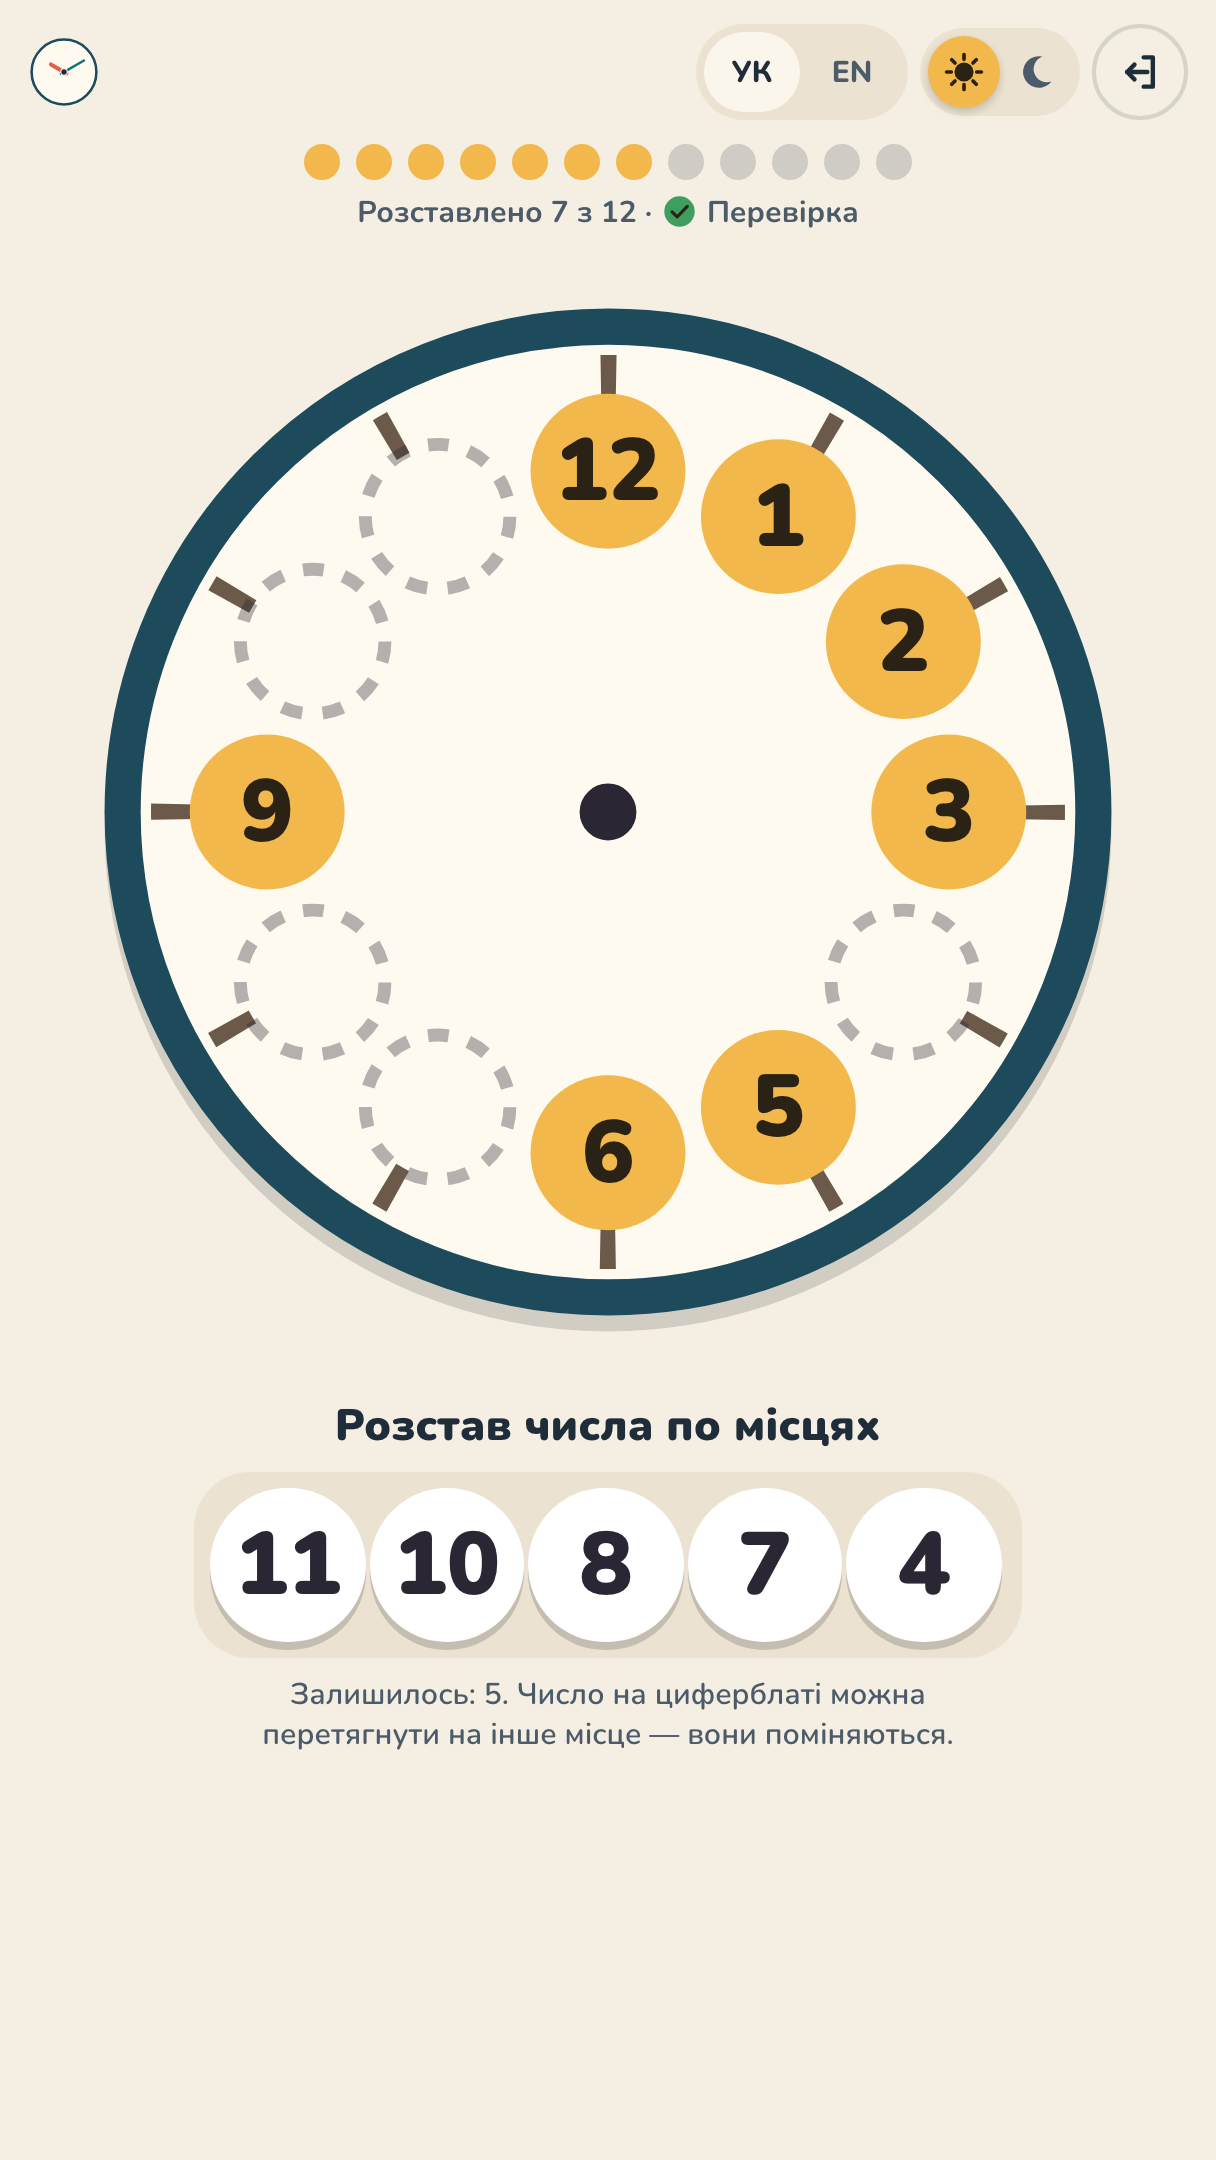 УК EN
Розставлено 7 з 12 · Перевірка
12
1
2
9
3
5
6
Розстав числа по місцях
11 10 8 7 4
Залишилось: 5. Число на циферблаті можна
перетягнути на інше місце — вони поміняються.